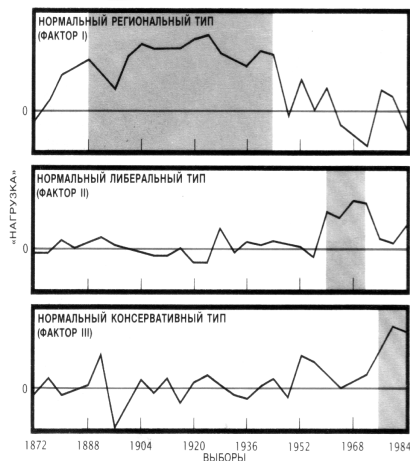 НОРМАЛЬНЫЙ РЕГИОНАЛЬНЫЙ ТИП
(ФАКТОР I)
0
«НАГРУЗКА»
НОРМАЛЬНЫЙ ЛИБЕРАЛЬНЫЙ ТИП
(ФАКТОР II)
0
НОРМАЛЬНЫЙ КОНСЕРВАТИВНЫЙ ТИП
(ФАКТОР III)
0
1872 1888 1904 1920 1936 1952 1968 1984
ВЫБОРЫ